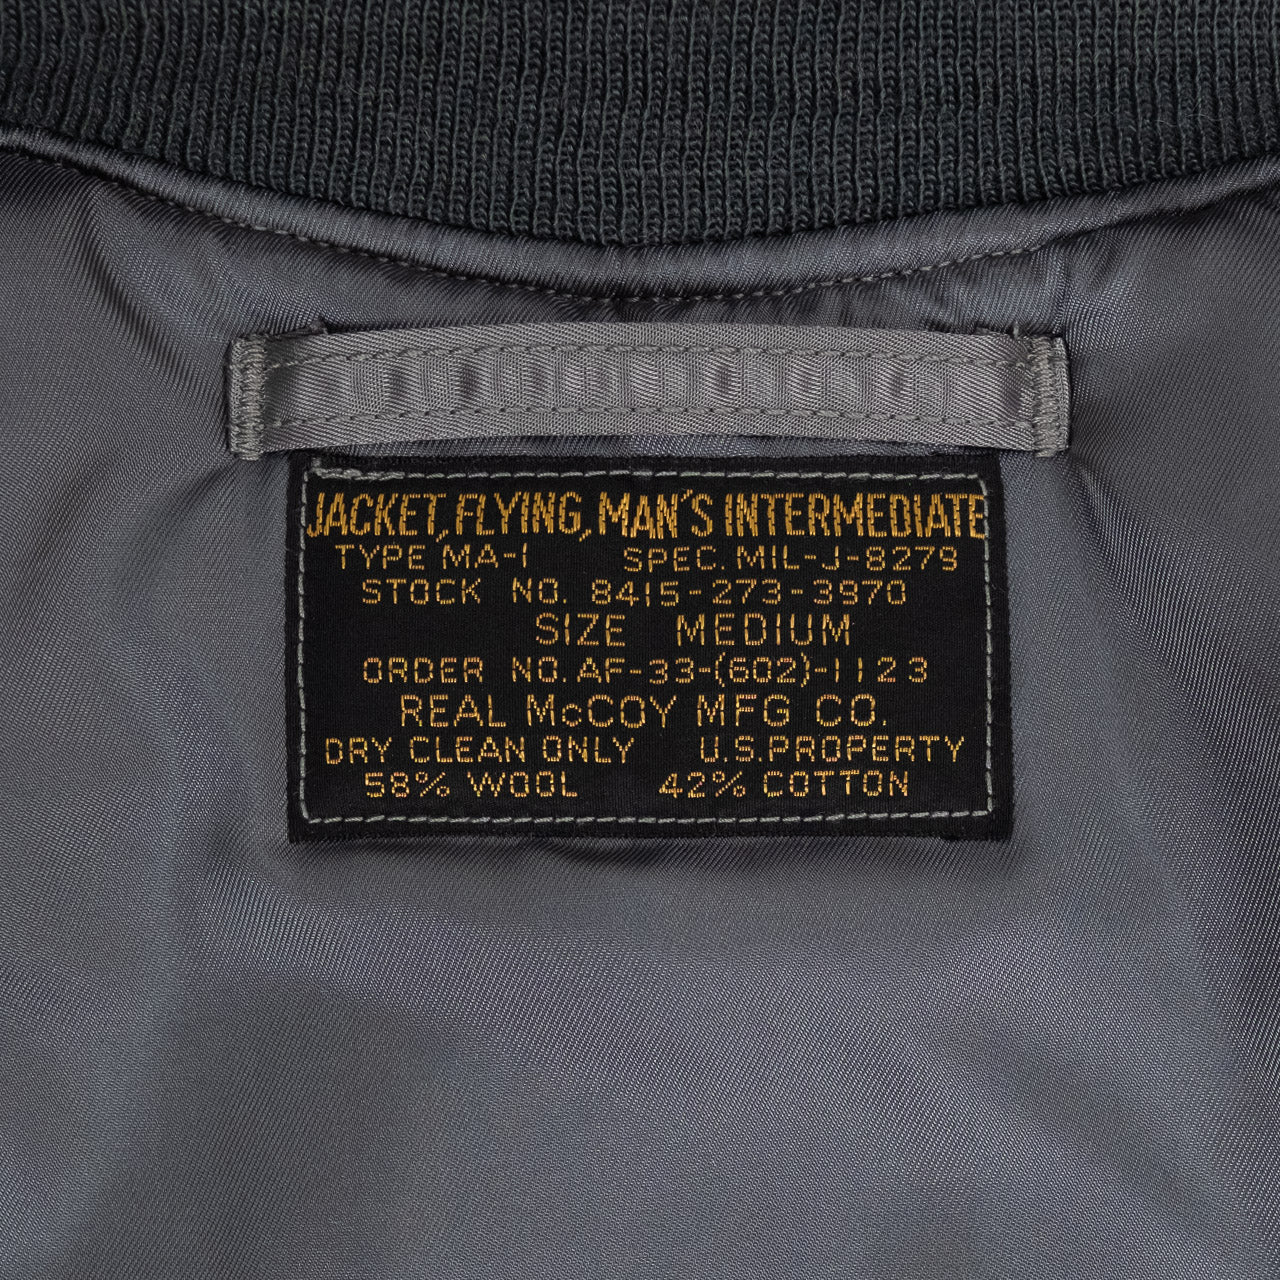 JACKET, FLYING, MAN'S INTERMEDIATE
TYPE MA-1 SPEC. MIL-J-8279
STOCK NO. 8415-273-3970
SIZE MEDIUM
ORDER NO. AF-33-(602)-1123
REAL McCOY MFG CO.
DRY CLEAN ONLY U.S. PROPERTY
58% WOOL 42% COTTON